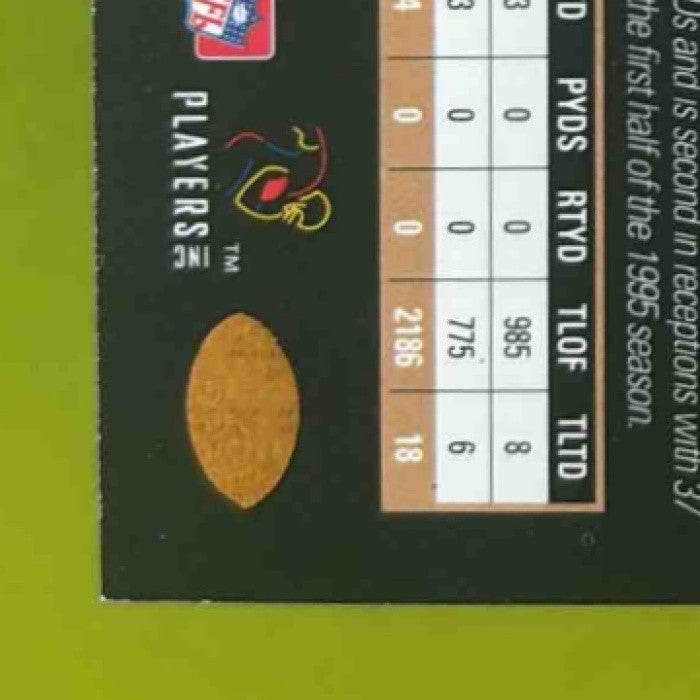 Ds and is second in receptions with 37
the first half of the 1995 season.
D PYDS RTYD TLOF TLTD
3 0 0 985 8
3 0 0 775 6
4 0 0 2186 18
NFL
PLAYERS
INC
TM